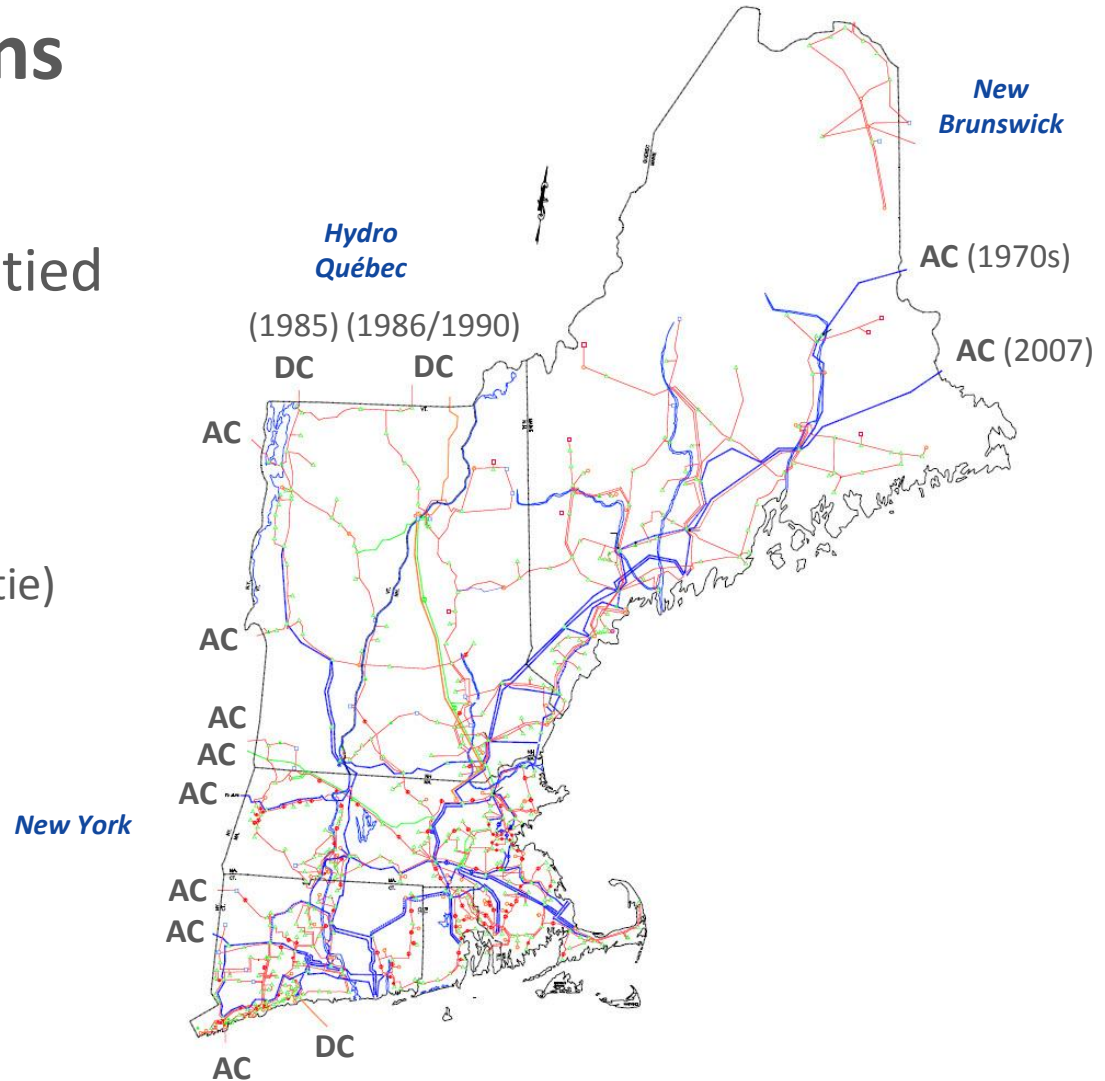 ns
New
Brunswick
Hydro
Québec
tied
AC (1970s)
(1985) (1986/1990)
DC
DC
AC (2007)
AC
tie)
AC
AC
AC
AC
New York
AC
AC
DC
AC